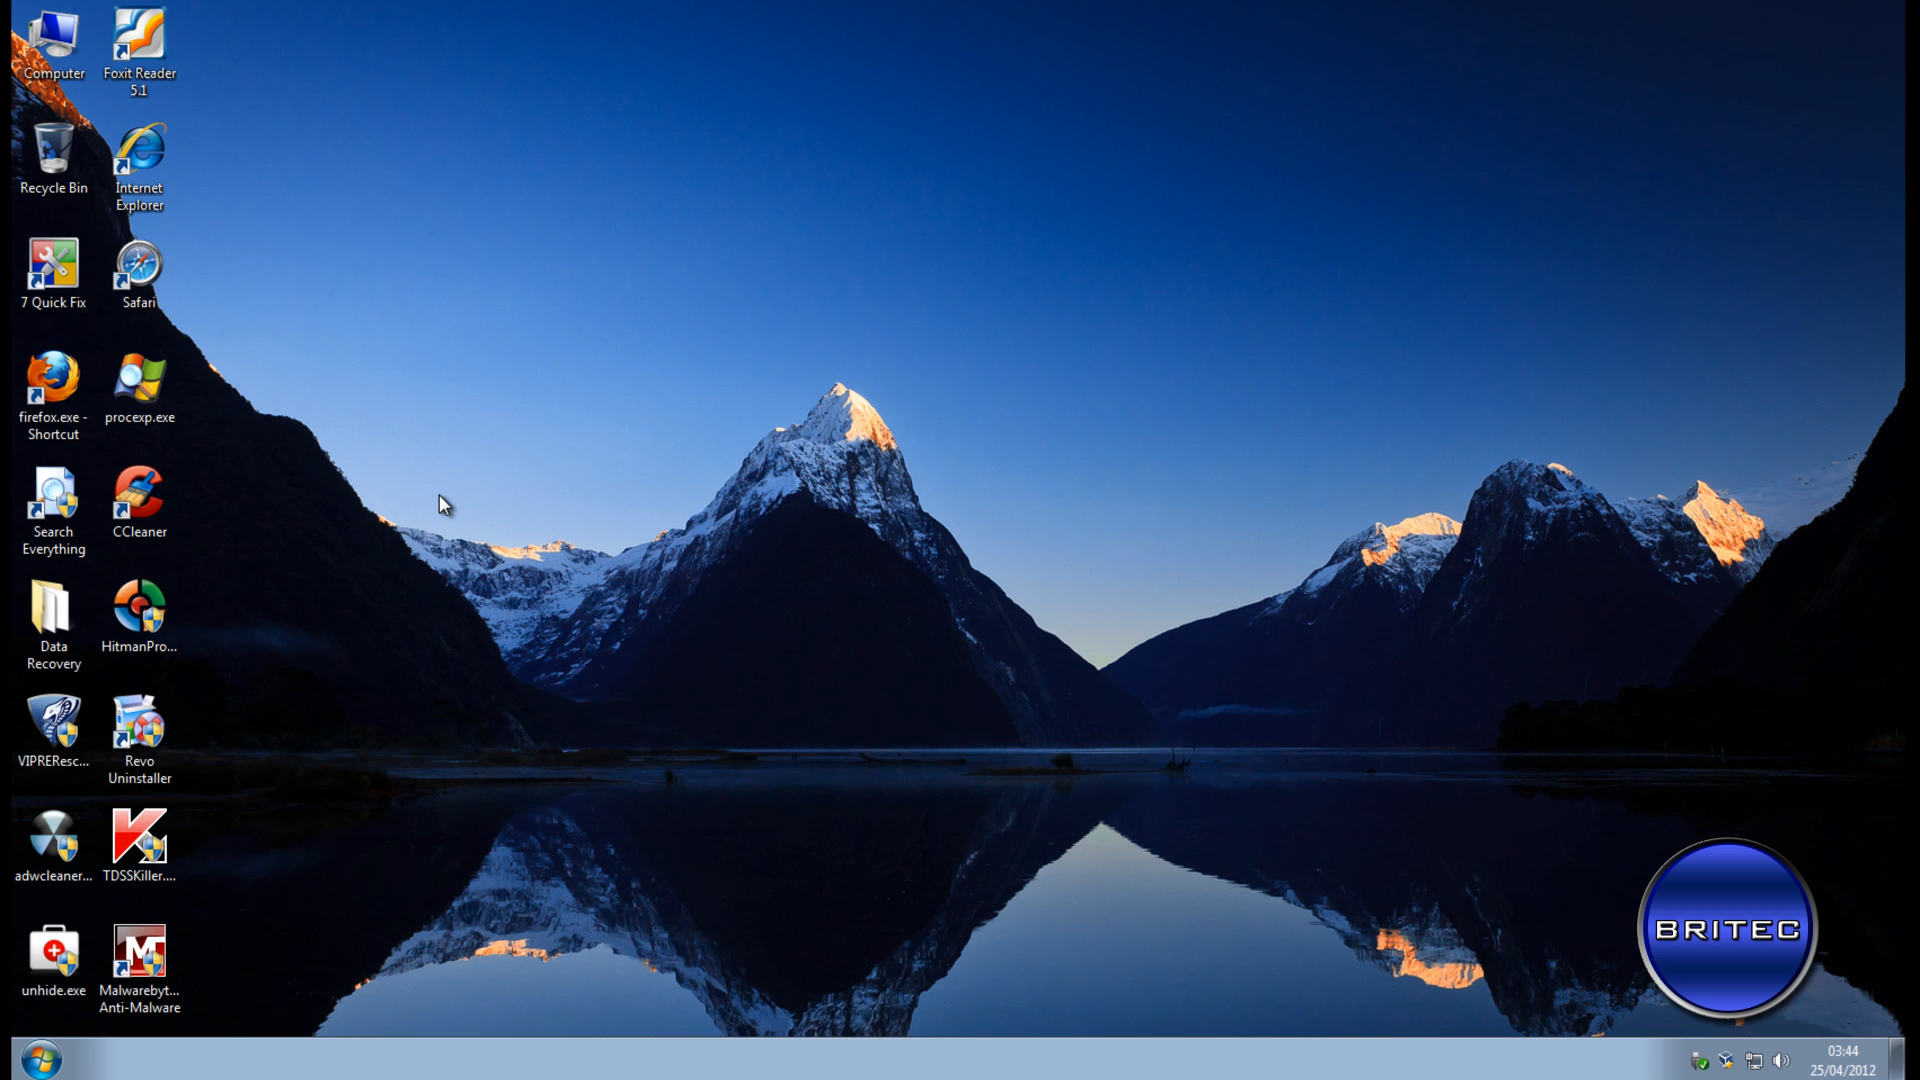 Computer
Foxit Reader
5.1
Recycle Bin
Internet
Explorer
7 Quick Fix
Safari
firefox.exe -
Shortcut
procexp.exe
Search
Everything
CCleaner
Data
Recovery
HitmanPro...
VIPREResc...
Revo
Uninstaller
adwcleaner...
TDSSKiller....
unhide.exe
Malwarebyt...
Anti-Malware
BRITEC
03:44
25/04/2012